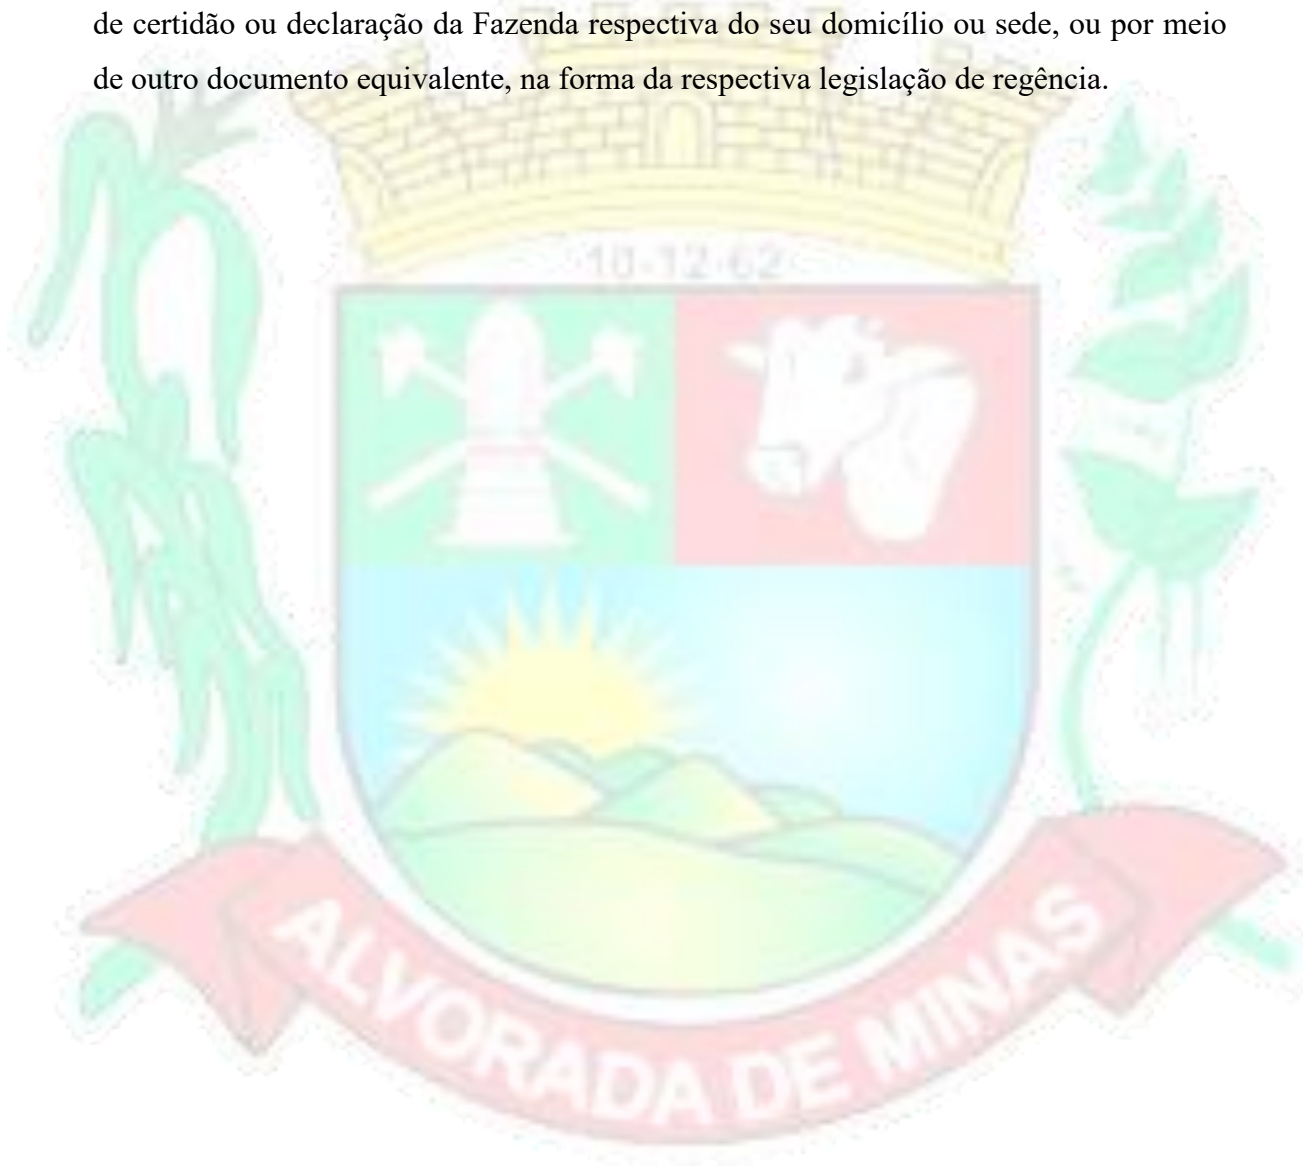 de certidão ou declaração da Fazenda respectiva do seu domicílio ou sede, ou por meio
de outro documento equivalente, na forma da respectiva legislação de regência.
10-12-62
ALVORADA DE MINAS